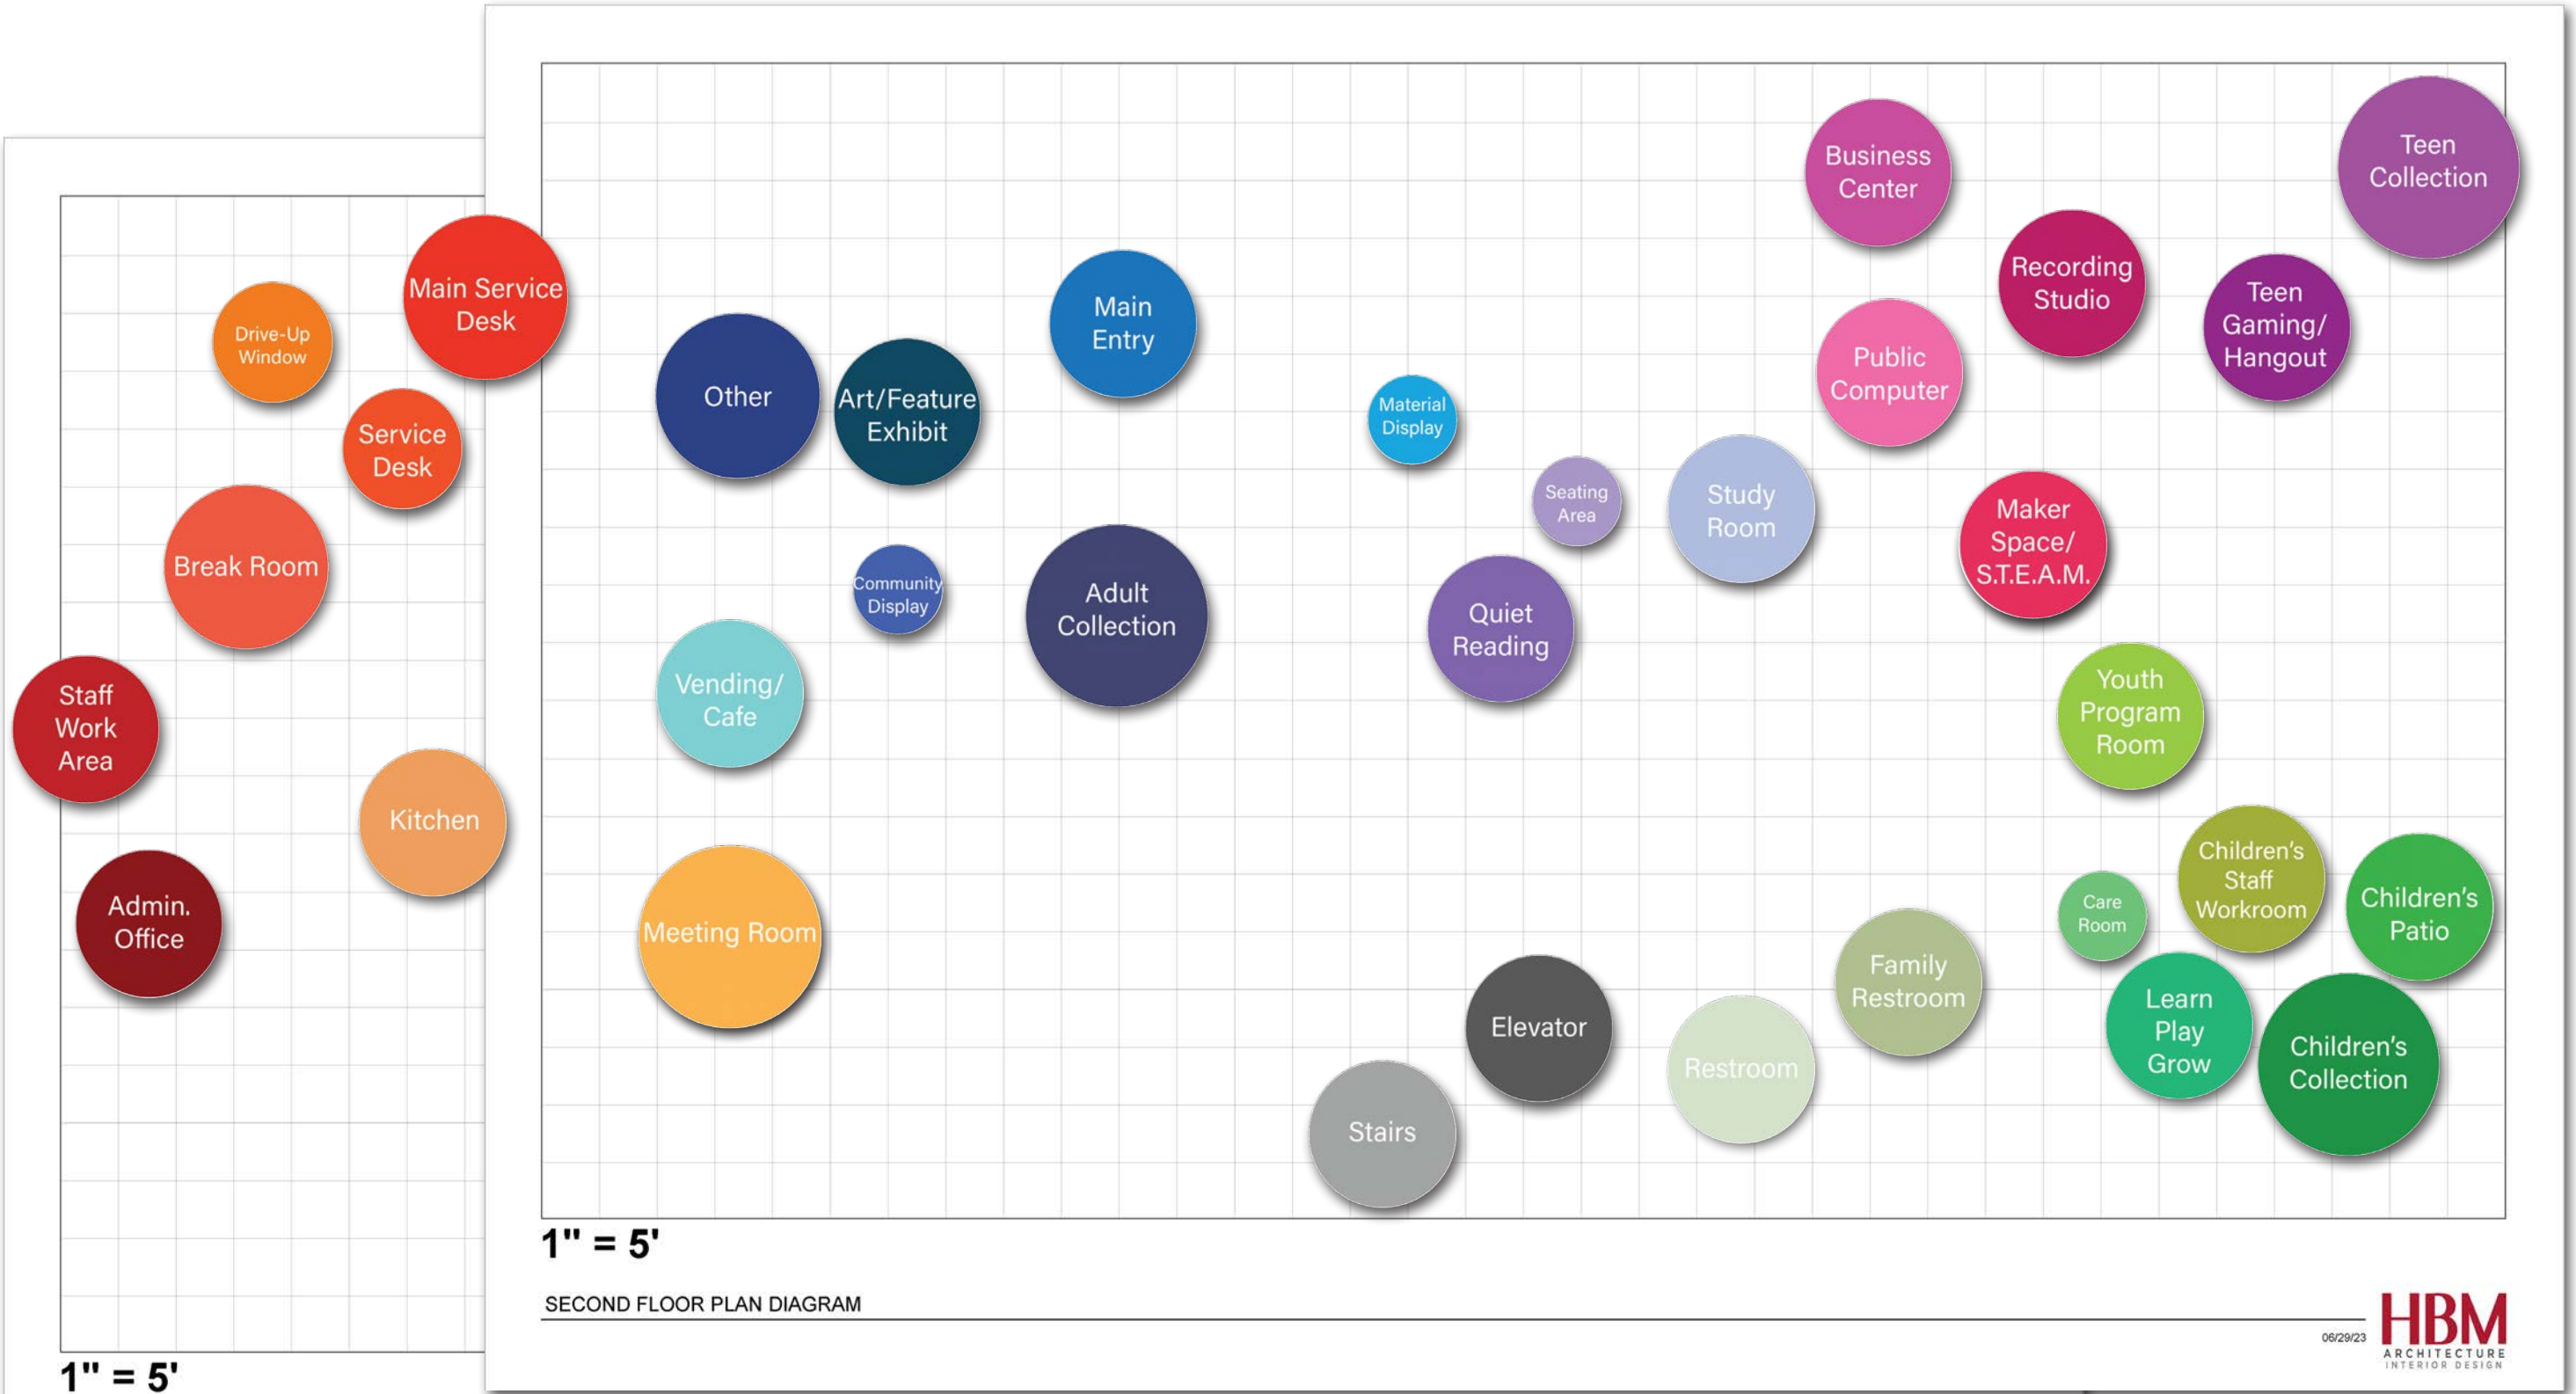 Drive-Up
Window
Main Service
Desk
Service
Desk
Break Room
Staff
Work
Area
Kitchen
Admin.
Office
1" = 5'
Other
Art/Feature
Exhibit
Main
Entry
Community
Display
Adult
Collection
Vending/
Cafe
Meeting Room
Material
Display
Seating
Area
Study
Room
Quiet
Reading
Business
Center
Public
Computer
Recording
Studio
Teen
Gaming/
Hangout
Teen
Collection
Maker
Space/
S.T.E.A.M.
Youth
Program
Room
Children's
Staff
Workroom
Children's
Patio
Care
Room
Learn
Play
Grow
Children's
Collection
Family
Restroom
Restroom
Elevator
Stairs
1" = 5'
SECOND FLOOR PLAN DIAGRAM
06/29/23
HBM
ARCHITECTURE
INTERIOR DESIGN